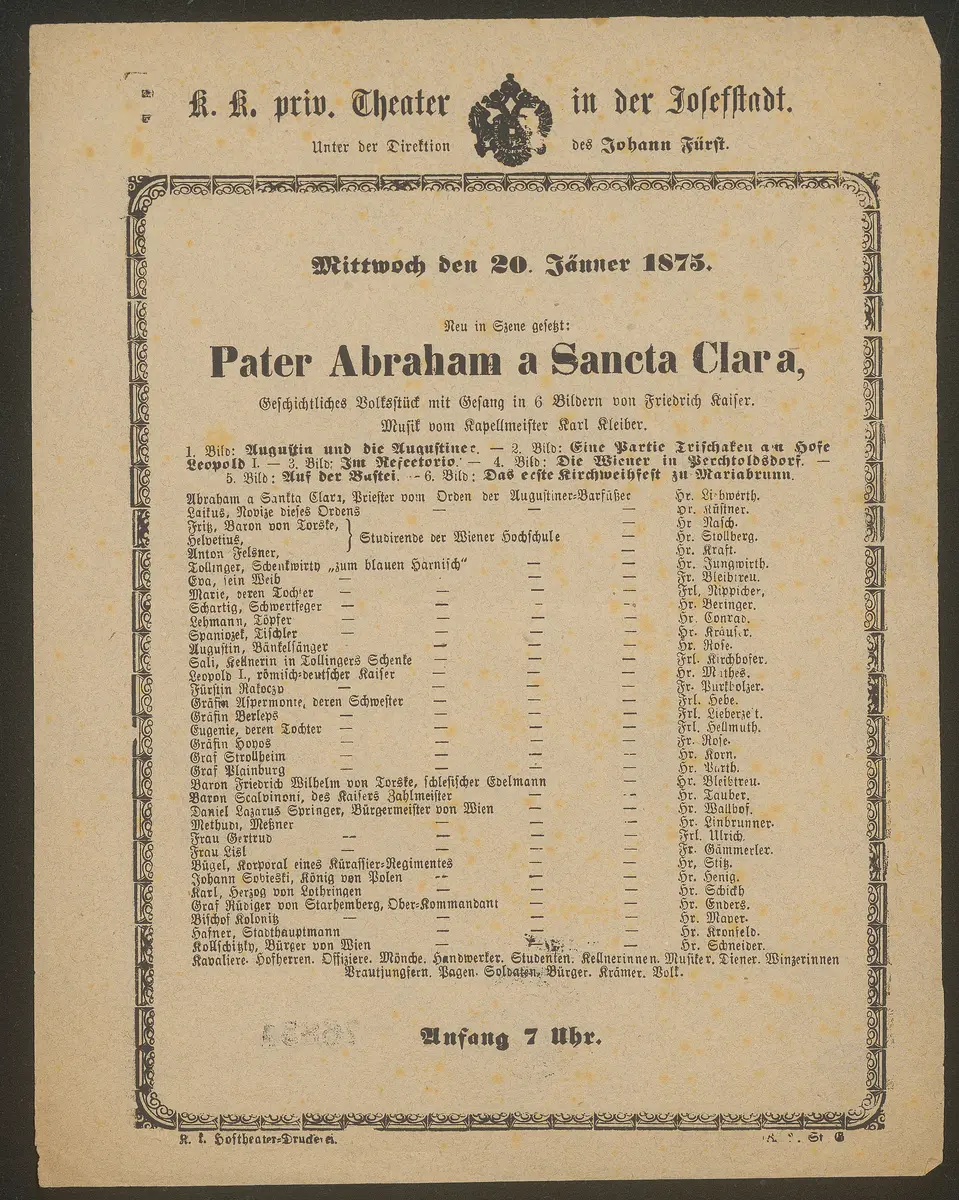 K. K. priv. Theater in der Josefstadt.
Unter der Direktion des Johann Fürst.
Mittwoch den 20. Jänner 1875.
Neu in Szene gesetzt:
Pater Abraham a Sancta Clara,
Geschichtliches Volksstück mit Gesang in 6 Bildern von Friedrich Kaiser.
Musik vom Kapellmeister Karl Kleiber.
1. Bild: Augustin und die Augustiner. — 2. Bild: Eine Partie Trischaken am Hofe
Leopold I. — 3. Bild: Im Refectorio. — 4. Bild: Die Wiener in Perchtoldsdorf. —
5. Bild: Auf der Bastei. — 6. Bild: Das erste Kirchweihfest zu Mariabrunn.
Abraham a Sankta Clara, Priester vom Orden der Augustiner-Barfüßer Hr. Liebwerth.
Laikus, Novize dieses Ordens — — — Hr. Küstner.
Fritz, Baron von Torske, Hr Rasch.
Helvetius, } Studirende der Wiener Hochschule — Hr. Stollberg.
Anton Felsner, Hr. Kraft.
Tollinger, Schenkwirth „zum blauen Harnisch“ — — Hr. Jungwirth.
Eva, sein Weib — — — — Fr. Bleibtreu.
Marie, deren Tochter — — — — Frl. Nippicher,
Schartig, Schwertfeger — — — — Hr. Beringer.
Lehmann, Töpfer — — — — Hr. Conrad.
Spaniozek, Tischler — — — — Hr. Kräuser.
Augustin, Bänkelsänger — — — Hr. Rose.
Sali, Kellnerin in Tollingers Schenke — — — Frl. Kirchhofer.
Leopold I., römisch-deutscher Kaiser — — — Hr. Mathes.
Fürstin Rakoczy — — — — Fr. Purkholzer.
Gräfin Aspermonte, deren Schwester — — — Frl. Hebe.
Gräfin Berleps — — — — Frl. Lieberzeit.
Eugenie, deren Tochter — — — — Frl. Hellmuth.
Gräfin Hoyos — — — — Fr. Rose.
Graf Strollheim — — — — Hr. Korn.
Graf Plainburg — — — — Hr. Parth.
Baron Friedrich Wilhelm von Torske, schlesischer Edelmann — Hr. Bleibtreu.
Baron Scalvinoni, des Kaisers Zahlmeister — — Hr. Tauber.
Daniel Lazarus Springer, Bürgermeister von Wien — — Hr. Wallhof.
Methudi, Meßner — — — — Hr. Linbrunner.
Frau Gertrud — — — — Frl. Ulrich.
Frau Lisl — — — — Fr. Gämmerler.
Bügel, Korporal eines Kürassier-Regimentes — — Hr, Stitz.
Johann Sobieski, König von Polen — — — Hr. Henig.
Karl, Herzog von Lothringen — — — Hr. Schickh
Graf Rüdiger von Starhemberg, Ober-Kommandant — — Hr. Enders.
Bischof Kolonitz — — — — Hr. Mayer.
Hafner, Stadthauptmann — — — Hr. Kronfeld.
Kollschitzky, Bürger von Wien — — — Hr. Schneider.
Kavaliere. Hofherren. Offiziere. Mönche. Handwerker. Studenten. Kellnerinnen. Musiker. Diener. Winzerinnen
Brautjungfern. Pagen. Soldaten. Bürger. Krämer. Volk.
Anfang 7 Uhr.
K. k. Hoftheater-Druckerei.